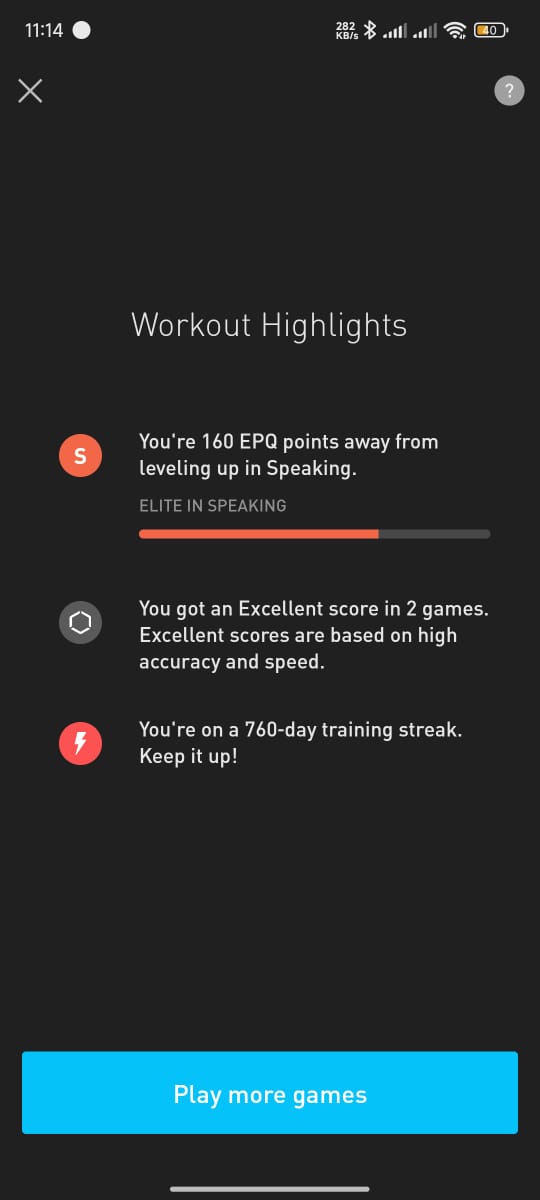 11:14
282
KB/s
40
?
Workout Highlights
S
You're 160 EPQ points away from
leveling up in Speaking.
ELITE IN SPEAKING
You got an Excellent score in 2 games.
Excellent scores are based on high
accuracy and speed.
You're on a 760-day training streak.
Keep it up!
Play more games